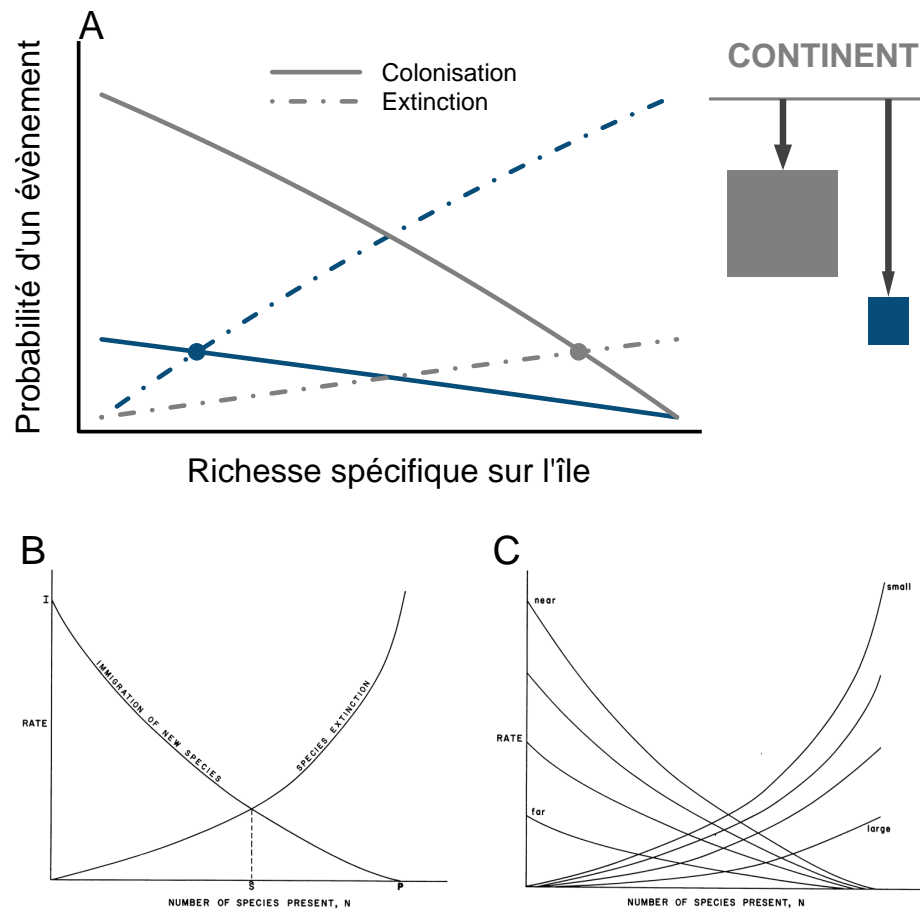 A
Probabilité d'un évènement
Colonisation
Extinction
Richesse spécifique sur l'île
CONTINENT
B
I
RATE
IMMIGRATION OF NEW SPECIES
SPECIES EXTINCTION
S
P
NUMBER OF SPECIES PRESENT, N
C
near
small
RATE
far
large
NUMBER OF SPECIES PRESENT, N